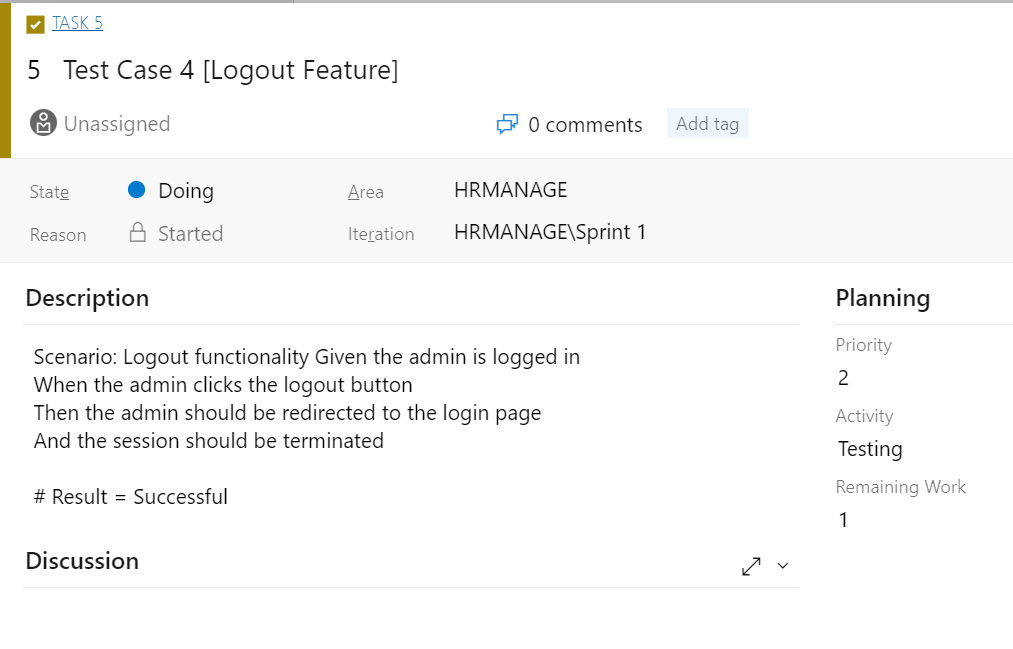 TASK 5
5 Test Case 4 [Logout Feature]
Unassigned
0 comments
Add tag
State
Doing
Area
HRMANAGE
Reason
Started
Iteration
HRMANAGE\Sprint 1
Description
Scenario: Logout functionality Given the admin is logged in
When the admin clicks the logout button
Then the admin should be redirected to the login page
And the session should be terminated
# Result = Successful
Discussion
Planning
Priority
2
Activity
Testing
Remaining Work
1